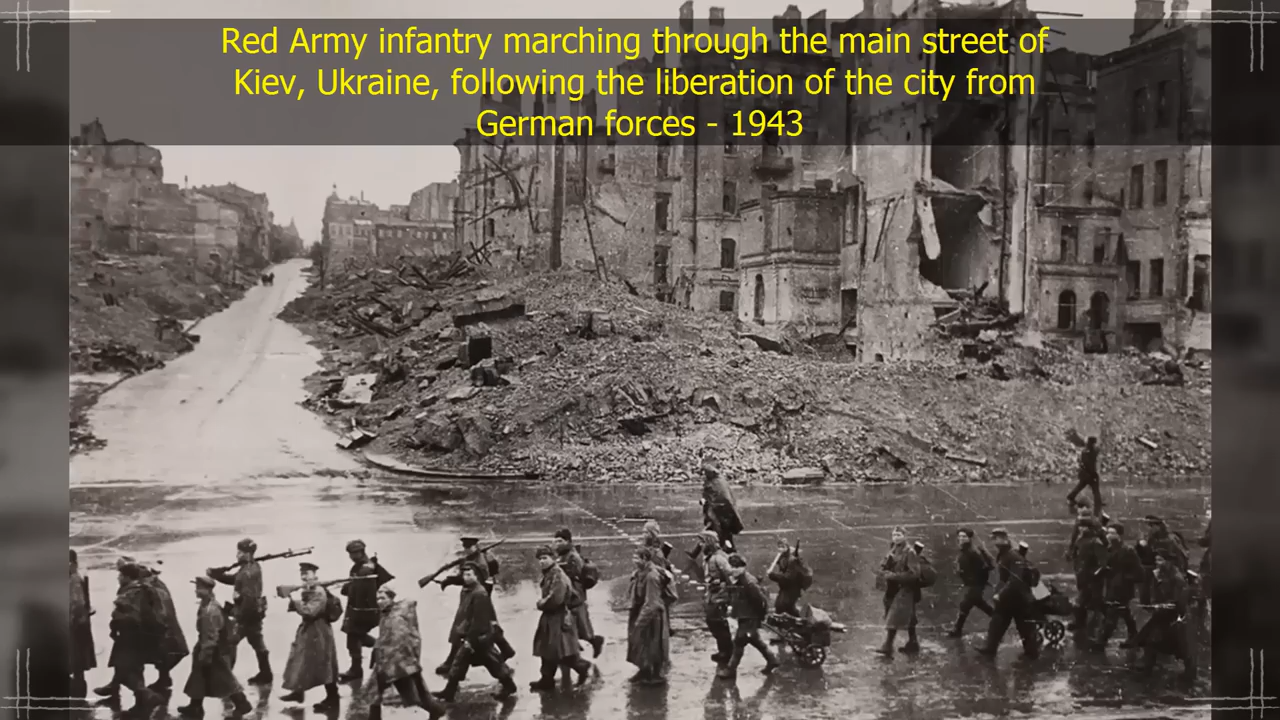 Red Army infantry marching through the main street of
Kiev, Ukraine, following the liberation of the city from
German forces - 1943